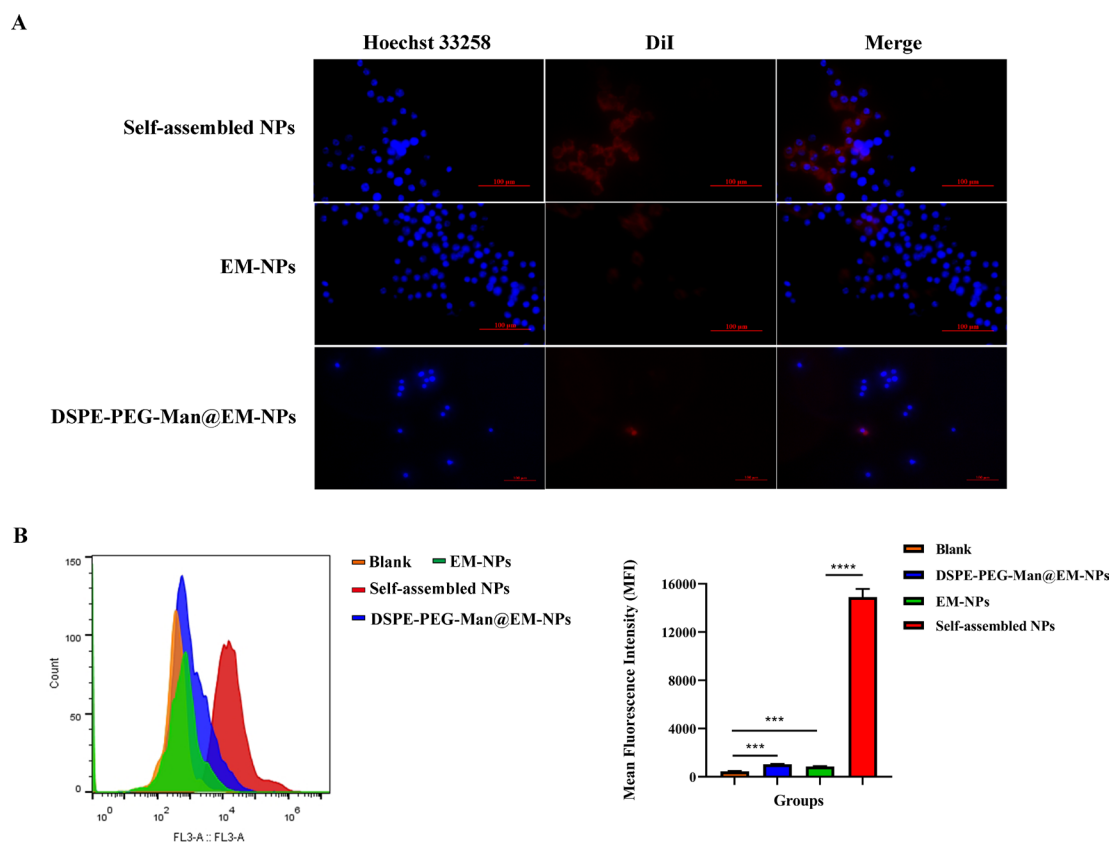 A
Hoechst 33258 DiI Merge
Self-assembled NPs
100 μm 100 μm 100 μm
EM-NPs
100 μm 100 μm 100 μm
DSPE-PEG-Man@EM-NPs
B
150
100
50
0
Count
10^0 10^2 10^4 10^6
FL3-A :: FL3-A
Blank EM-NPs
Self-assembled NPs
DSPE-PEG-Man@EM-NPs
Mean Fluorescence Intensity (MFI)
16000
12000
8000
4000
0
***
***
****
Groups
Blank
DSPE-PEG-Man@EM-NPs
EM-NPs
Self-assembled NPs